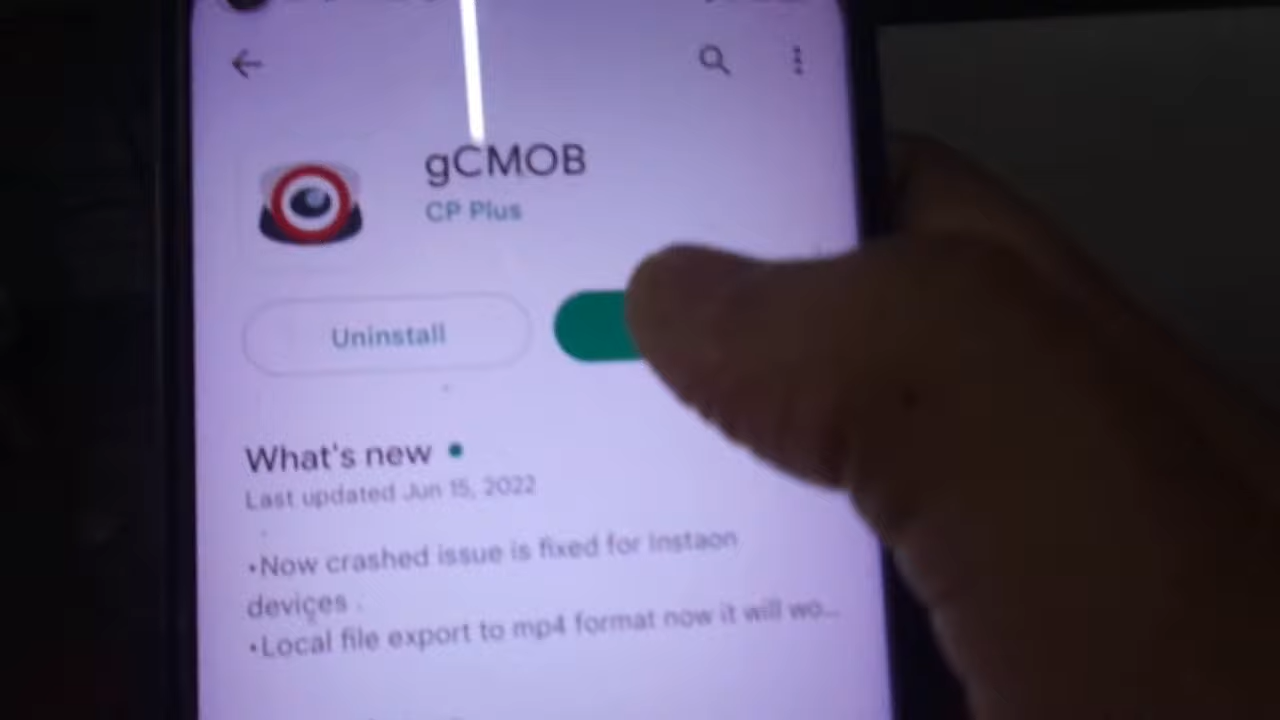 gCMOB
CP Plus
Uninstall
What's new
Last updated Jun 15, 2022
•Now crashed issue is fixed for Instaon
devices .
•Local file export to mp4 format now it will wo...